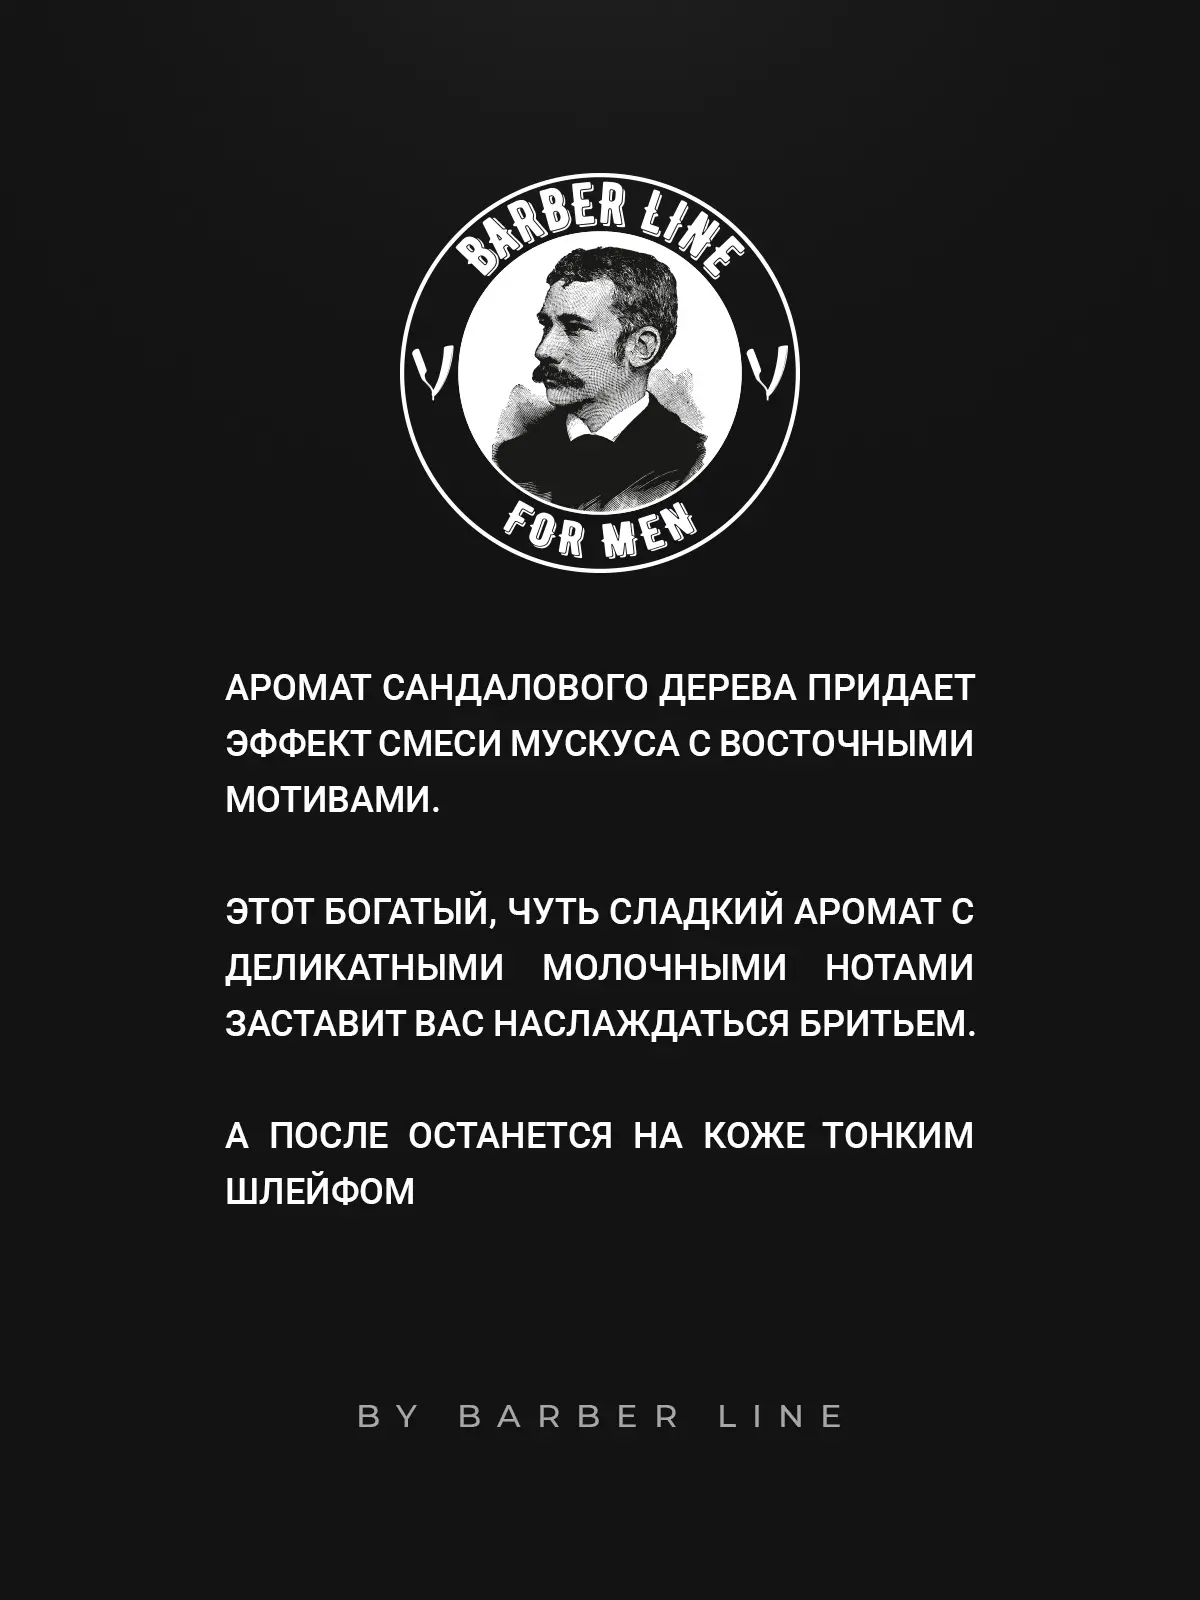 BARBER LINE
FOR MEN
АРОМАТ САНДАЛОВОГО ДЕРЕВА ПРИДАЕТ
ЭФФЕКТ СМЕСИ МУСКУСА С ВОСТОЧНЫМИ
МОТИВАМИ.
ЭТОТ БОГАТЫЙ, ЧУТЬ СЛАДКИЙ АРОМАТ С
ДЕЛИКАТНЫМИ МОЛОЧНЫМИ НОТАМИ
ЗАСТАВИТ ВАС НАСЛАЖДАТЬСЯ БРИТЬЕМ.
А ПОСЛЕ ОСТАНЕТСЯ НА КОЖЕ ТОНКИМ
ШЛЕЙФОМ
BY BARBER LINE